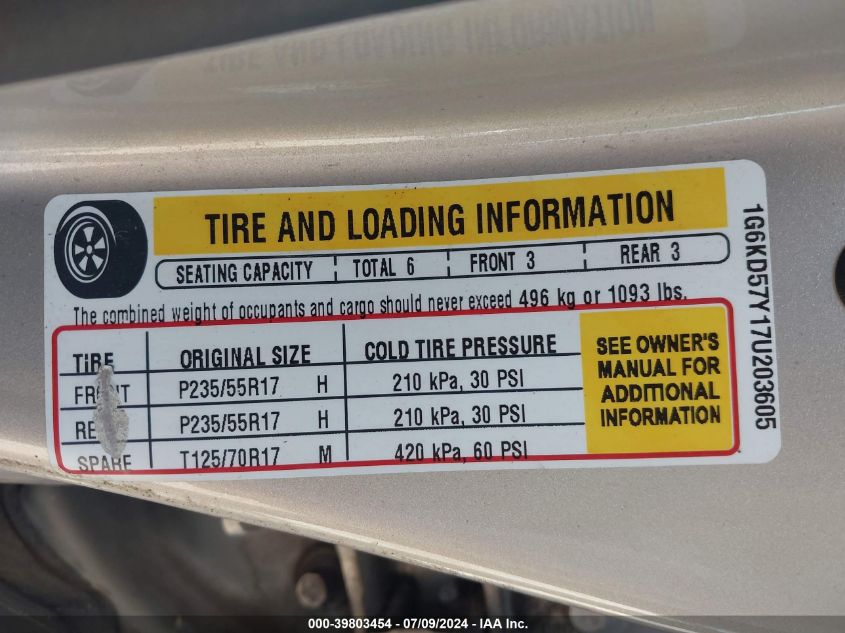 TIRE AND LOADING INFORMATION
SEATING CAPACITY TOTAL 6 FRONT 3 REAR 3
The combined weight of occupants and cargo should never exceed 496 kg or 1093 lbs.
TiRE ORIGINAL SIZE COLD TIRE PRESSURE
FRONT P235/55R17 H 210 kPa, 30 PSI
P235/55R17 H 210 kPa, 30 PSI
SPARE T125/70R17 M 420 kPa, 60 PSI
SEE OWNER'S
MANUAL FOR
ADDITIONAL
INFORMATION
1G6KD57Y17U203605
000-39803454 - 07/09/2024 - IAA Inc.